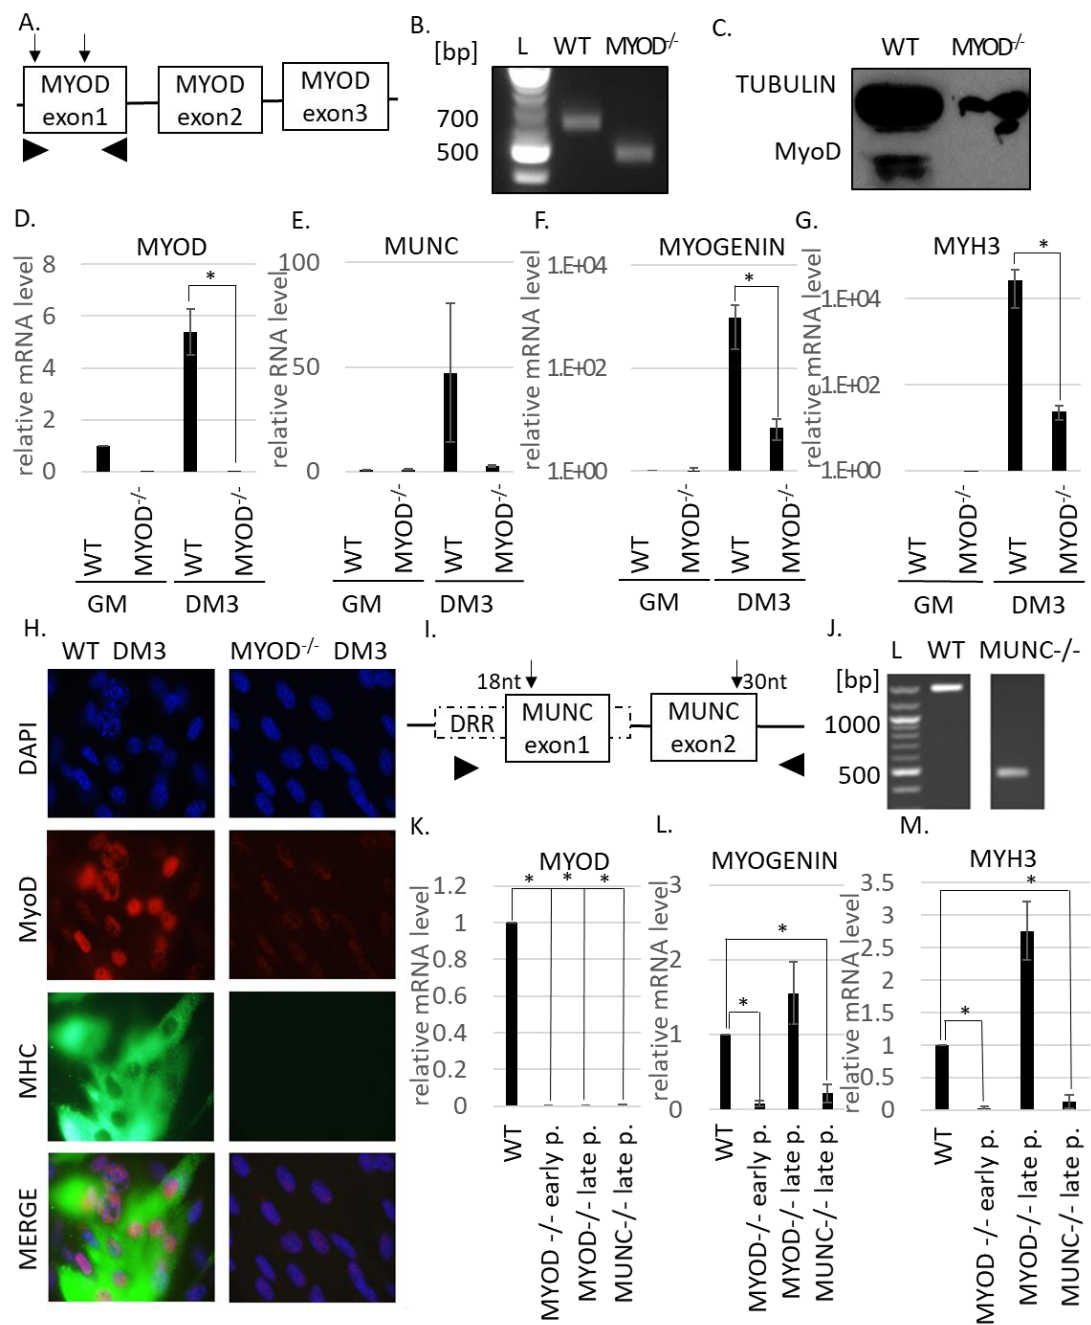 A.
MYOD
exon1
MYOD
exon2
MYOD
exon3
B.
[bp]
L
WT
MYOD-/-
700
500
C.
WT
MYOD-/-
TUBULIN
MyoD
D.
MYOD
relative mRNA level
8
6
4
2
0
*
WT
MYOD-/-
WT
MYOD-/-
GM
DM3
E.
MUNC
relative RNA level
100
50
0
WT
MYOD-/-
WT
MYOD-/-
GM
DM3
F.
MYOGENIN
relative mRNA level
1.E+04
1.E+02
1.E+00
*
WT
MYOD-/-
WT
MYOD-/-
GM
DM3
G.
MYH3
relative mRNA level
1.E+04
1.E+02
1.E+00
*
WT
MYOD-/-
WT
MYOD-/-
GM
DM3
H.
WT DM3
MYOD-/- DM3
DAPI
MyoD
MHC
MERGE
I.
18nt
30nt
DRR
MUNC
exon1
MUNC
exon2
J.
L
WT
MUNC-/-
[bp]
1000
500
K.
MYOD
relative mRNA level
1.2
1
0.8
0.6
0.4
0.2
0
* * *
WT
MYOD -/- early p.
MYOD-/- late p.
MUNC-/- late p.
L.
MYOGENIN
relative mRNA level
3
2
1
0
*
*
WT
MYOD-/- early p.
MYOD-/- late p.
MUNC-/- late p.
M.
MYH3
relative mRNA level
3.5
3
2.5
2
1.5
1
0.5
0
*
*
WT
MYOD -/- early p.
MYOD-/- late p.
MUNC-/- late p.